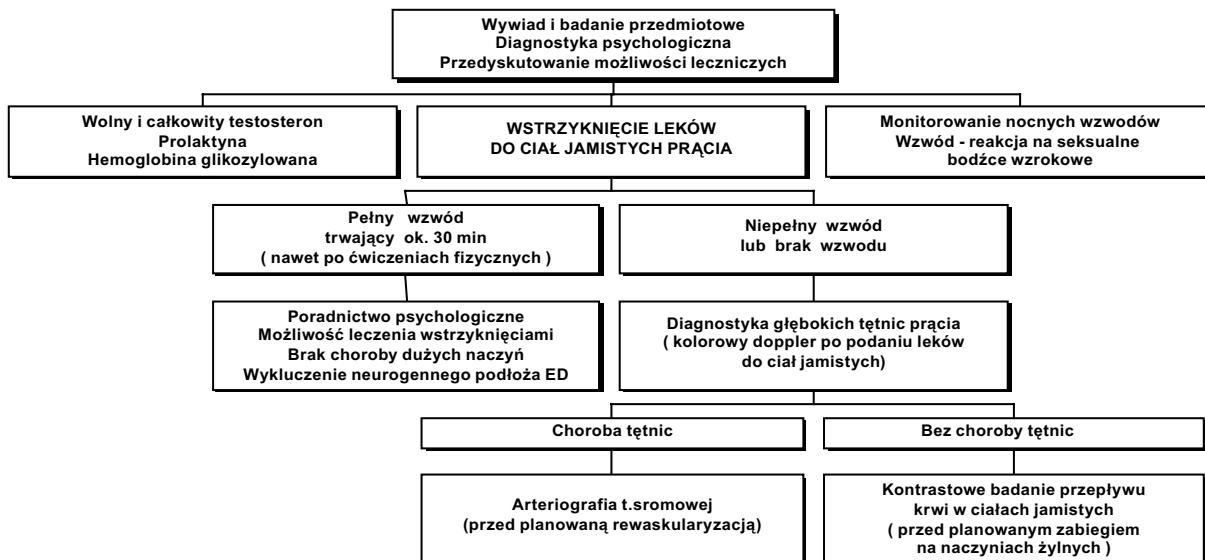 Wywiad i badanie przedmiotowe
Diagnostyka psychologiczna
Przedyskutowanie możliwości leczniczych
Wolny i całkowity testosteron
Prolaktyna
Hemoglobina glikozylowana
WSTRZYKNIĘCIE LEKÓW
DO CIAŁ JAMISTYCH PRĄCIA
Monitorowanie nocnych wzwodów
Wzwód - reakcja na seksualne
bodźce wzrokowe
Pełny wzwód
trwający ok. 30 min
( nawet po ćwiczeniach fizycznych )
Niepełny wzwód
lub brak wzwodu
Poradnictwo psychologiczne
Możliwość leczenia wstrzyknięciami
Brak choroby dużych naczyń
Wykluczenie neurogennego podłoża ED
Diagnostyka głębokich tętnic prącia
( kolorowy doppler po podaniu leków
do ciał jamistych)
Choroba tętnic
Bez choroby tętnic
Arteriografia t.sromowej
(przed planowaną rewaskularyzacją)
Kontrastowe badanie przepływu
krwi w ciałach jamistych
( przed planowanym zabiegiem
na naczyniach żylnych )